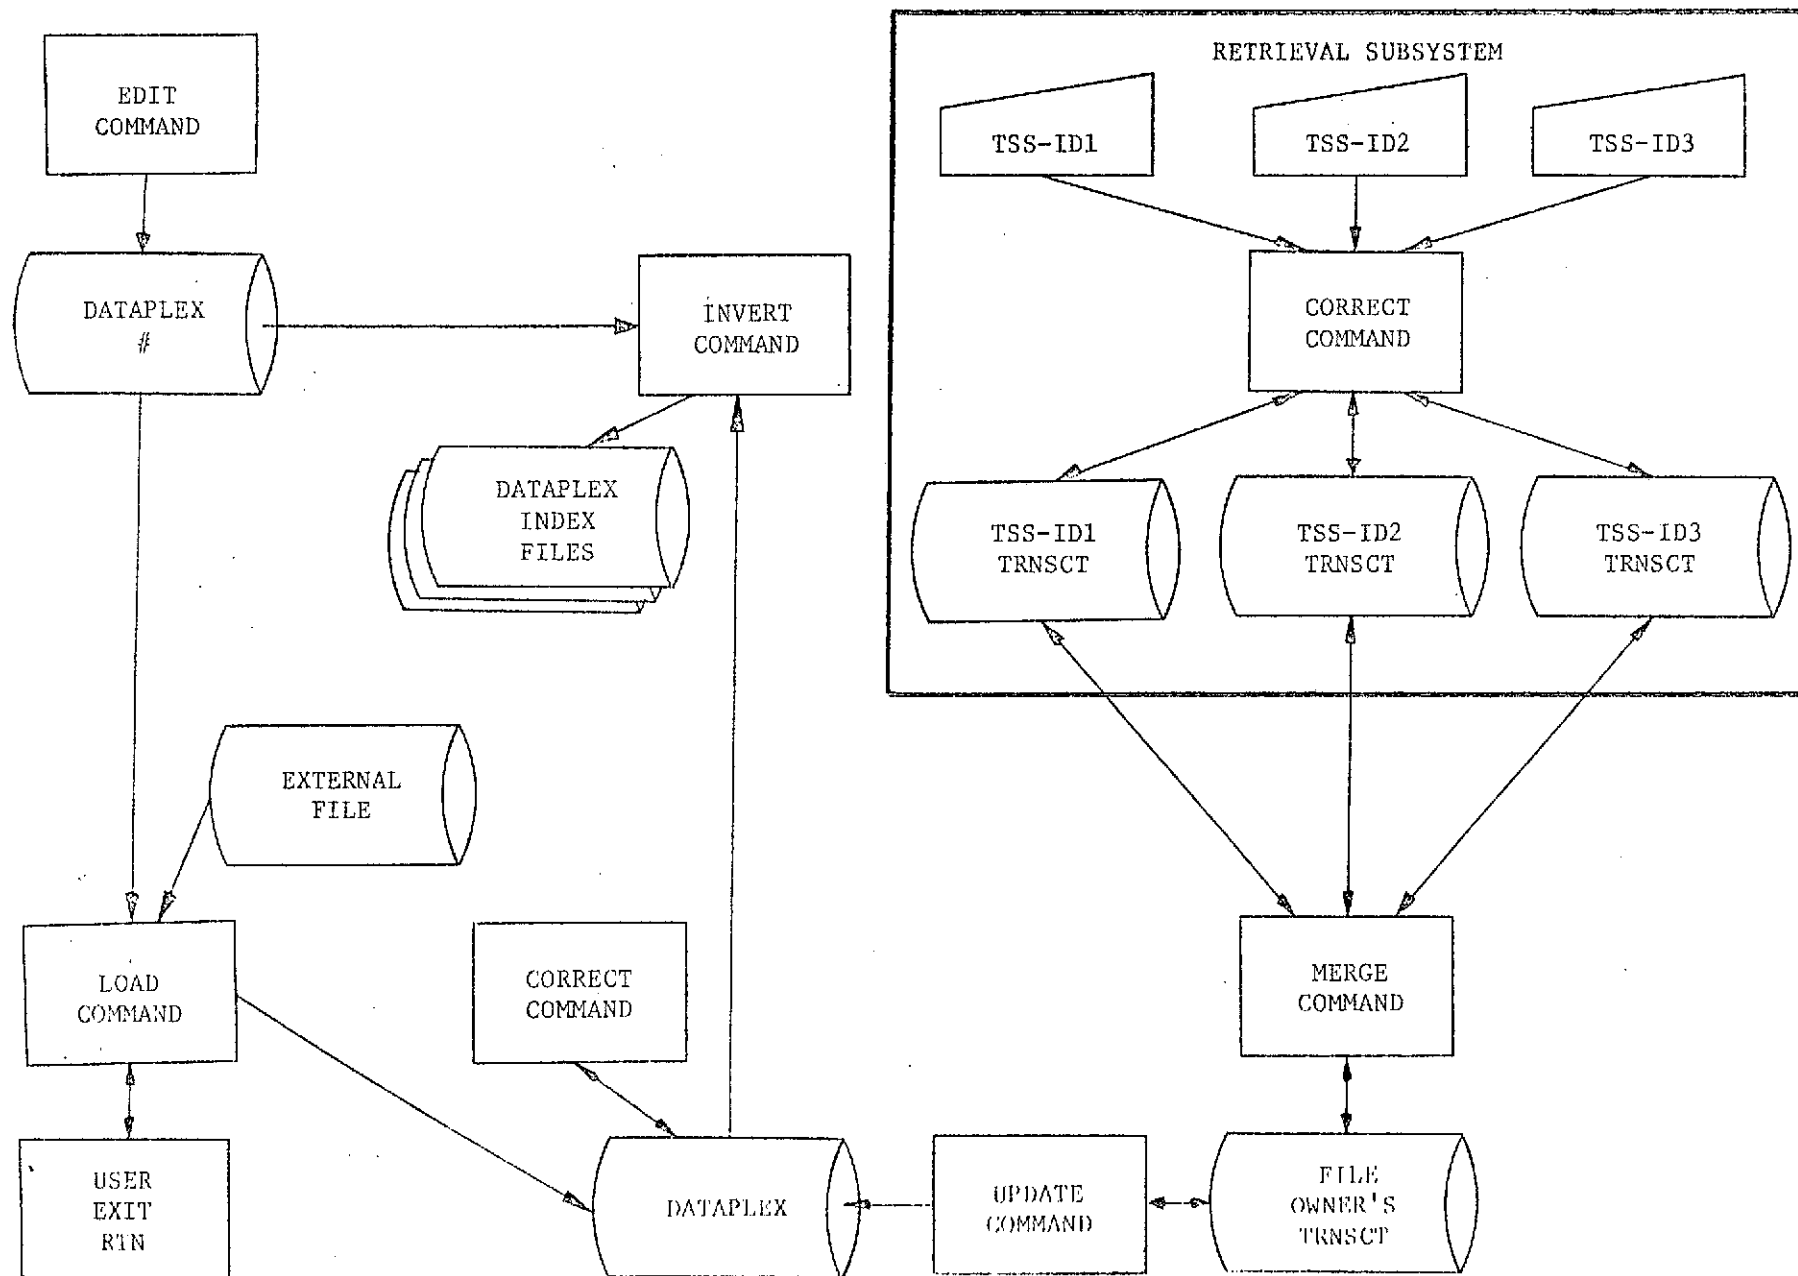 RETRIEVAL SUBSYSTEM
EDIT
COMMAND
TSS-ID1
TSS-ID2
TSS-ID3
DATAPLEX
#
INVERT
COMMAND
CORRECT
COMMAND
DATAPLEX
INDEX
FILES
TSS-ID1
TRNSCT
TSS-ID2
TRNSCT
TSS-ID3
TRNSCT
EXTERNAL
FILE
LOAD
COMMAND
CORRECT
COMMAND
MERGE
COMMAND
USER
EXIT
RTN
DATAPLEX
UPDATE
COMMAND
FILE
OWNER'S
TRNSCT